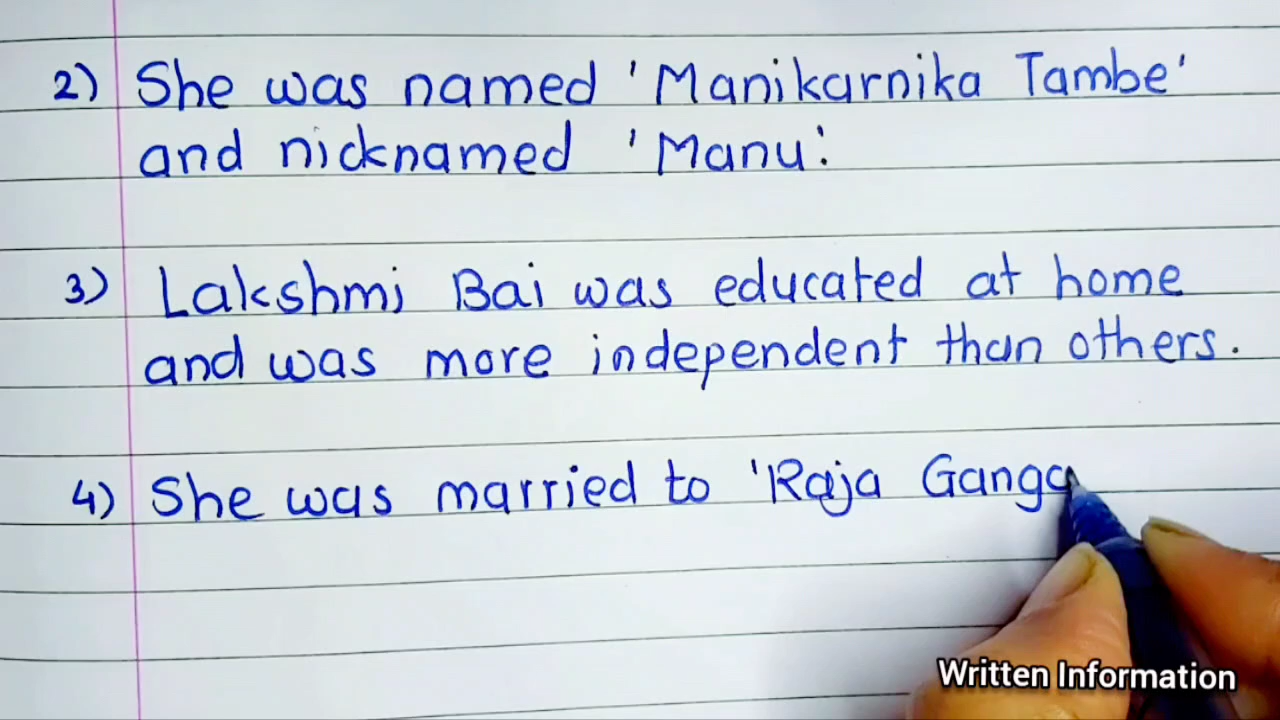 2) She was named 'Manikarnika Tambe'
and nicknamed 'Manu'.
3) Lakshmi Bai was educated at home
and was more independent than others.
4) She was married to 'Raja Ganga
Written Information